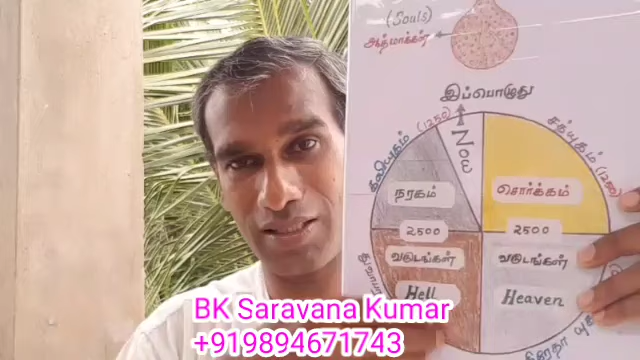 (Souls)
ஆத்மாக்கள்
இப்பொழுது
Now
கலியுகம் (1250)
சத்யுகம் (1250)
நரகம்
சொர்க்கம்
2500
2500
வருடங்கள்
வருடங்கள்
Hell
Heaven
BK Saravana Kumar
+919894671743